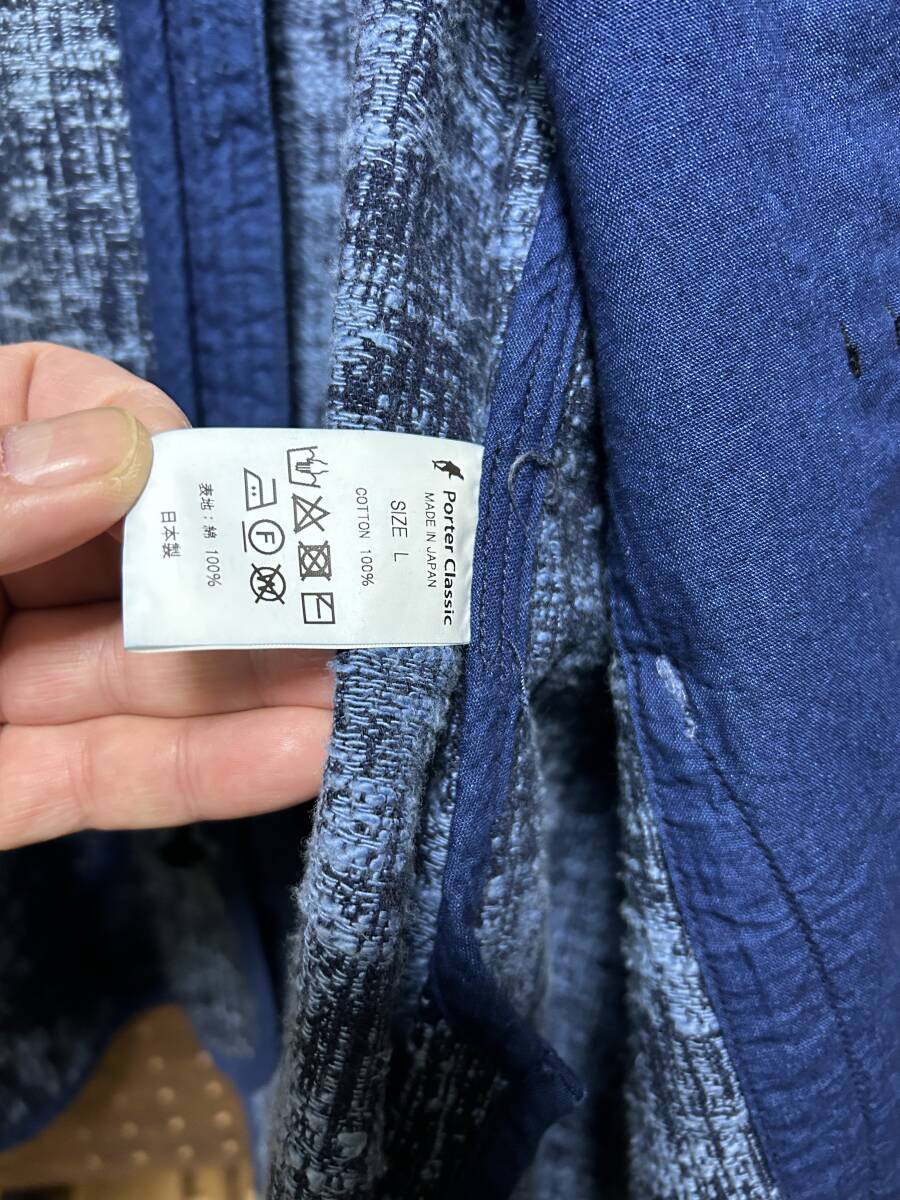 Porter Classic
MADE IN JAPAN
SIZE L
COTTON 100%
F
W
表地：綿 100%
日本製